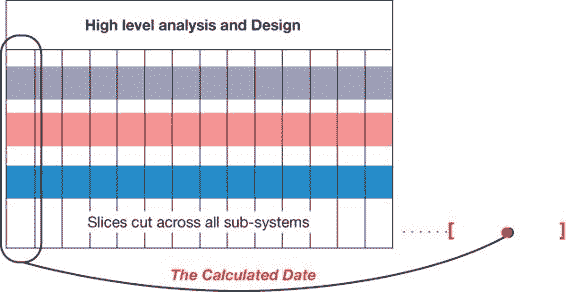 High level analysis and Design
Slices cut across all sub-systems
......[ ]
The Calculated Date